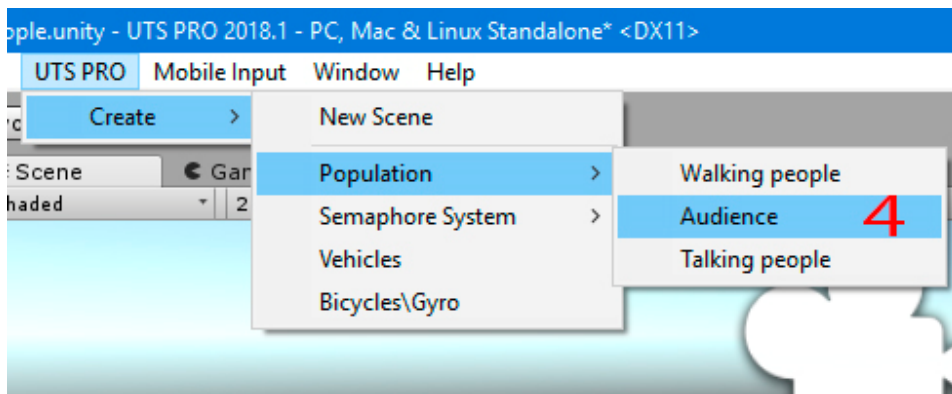 ople.unity - UTS PRO 2018.1 - PC, Mac & Linux Standalone* <DX11>
UTS PRO Mobile Input Window Help
Create > New Scene
Scene Gar Population > Walking people
haded 2 Semaphore System > Audience 4
Vehicles Talking people
Bicycles\Gyro